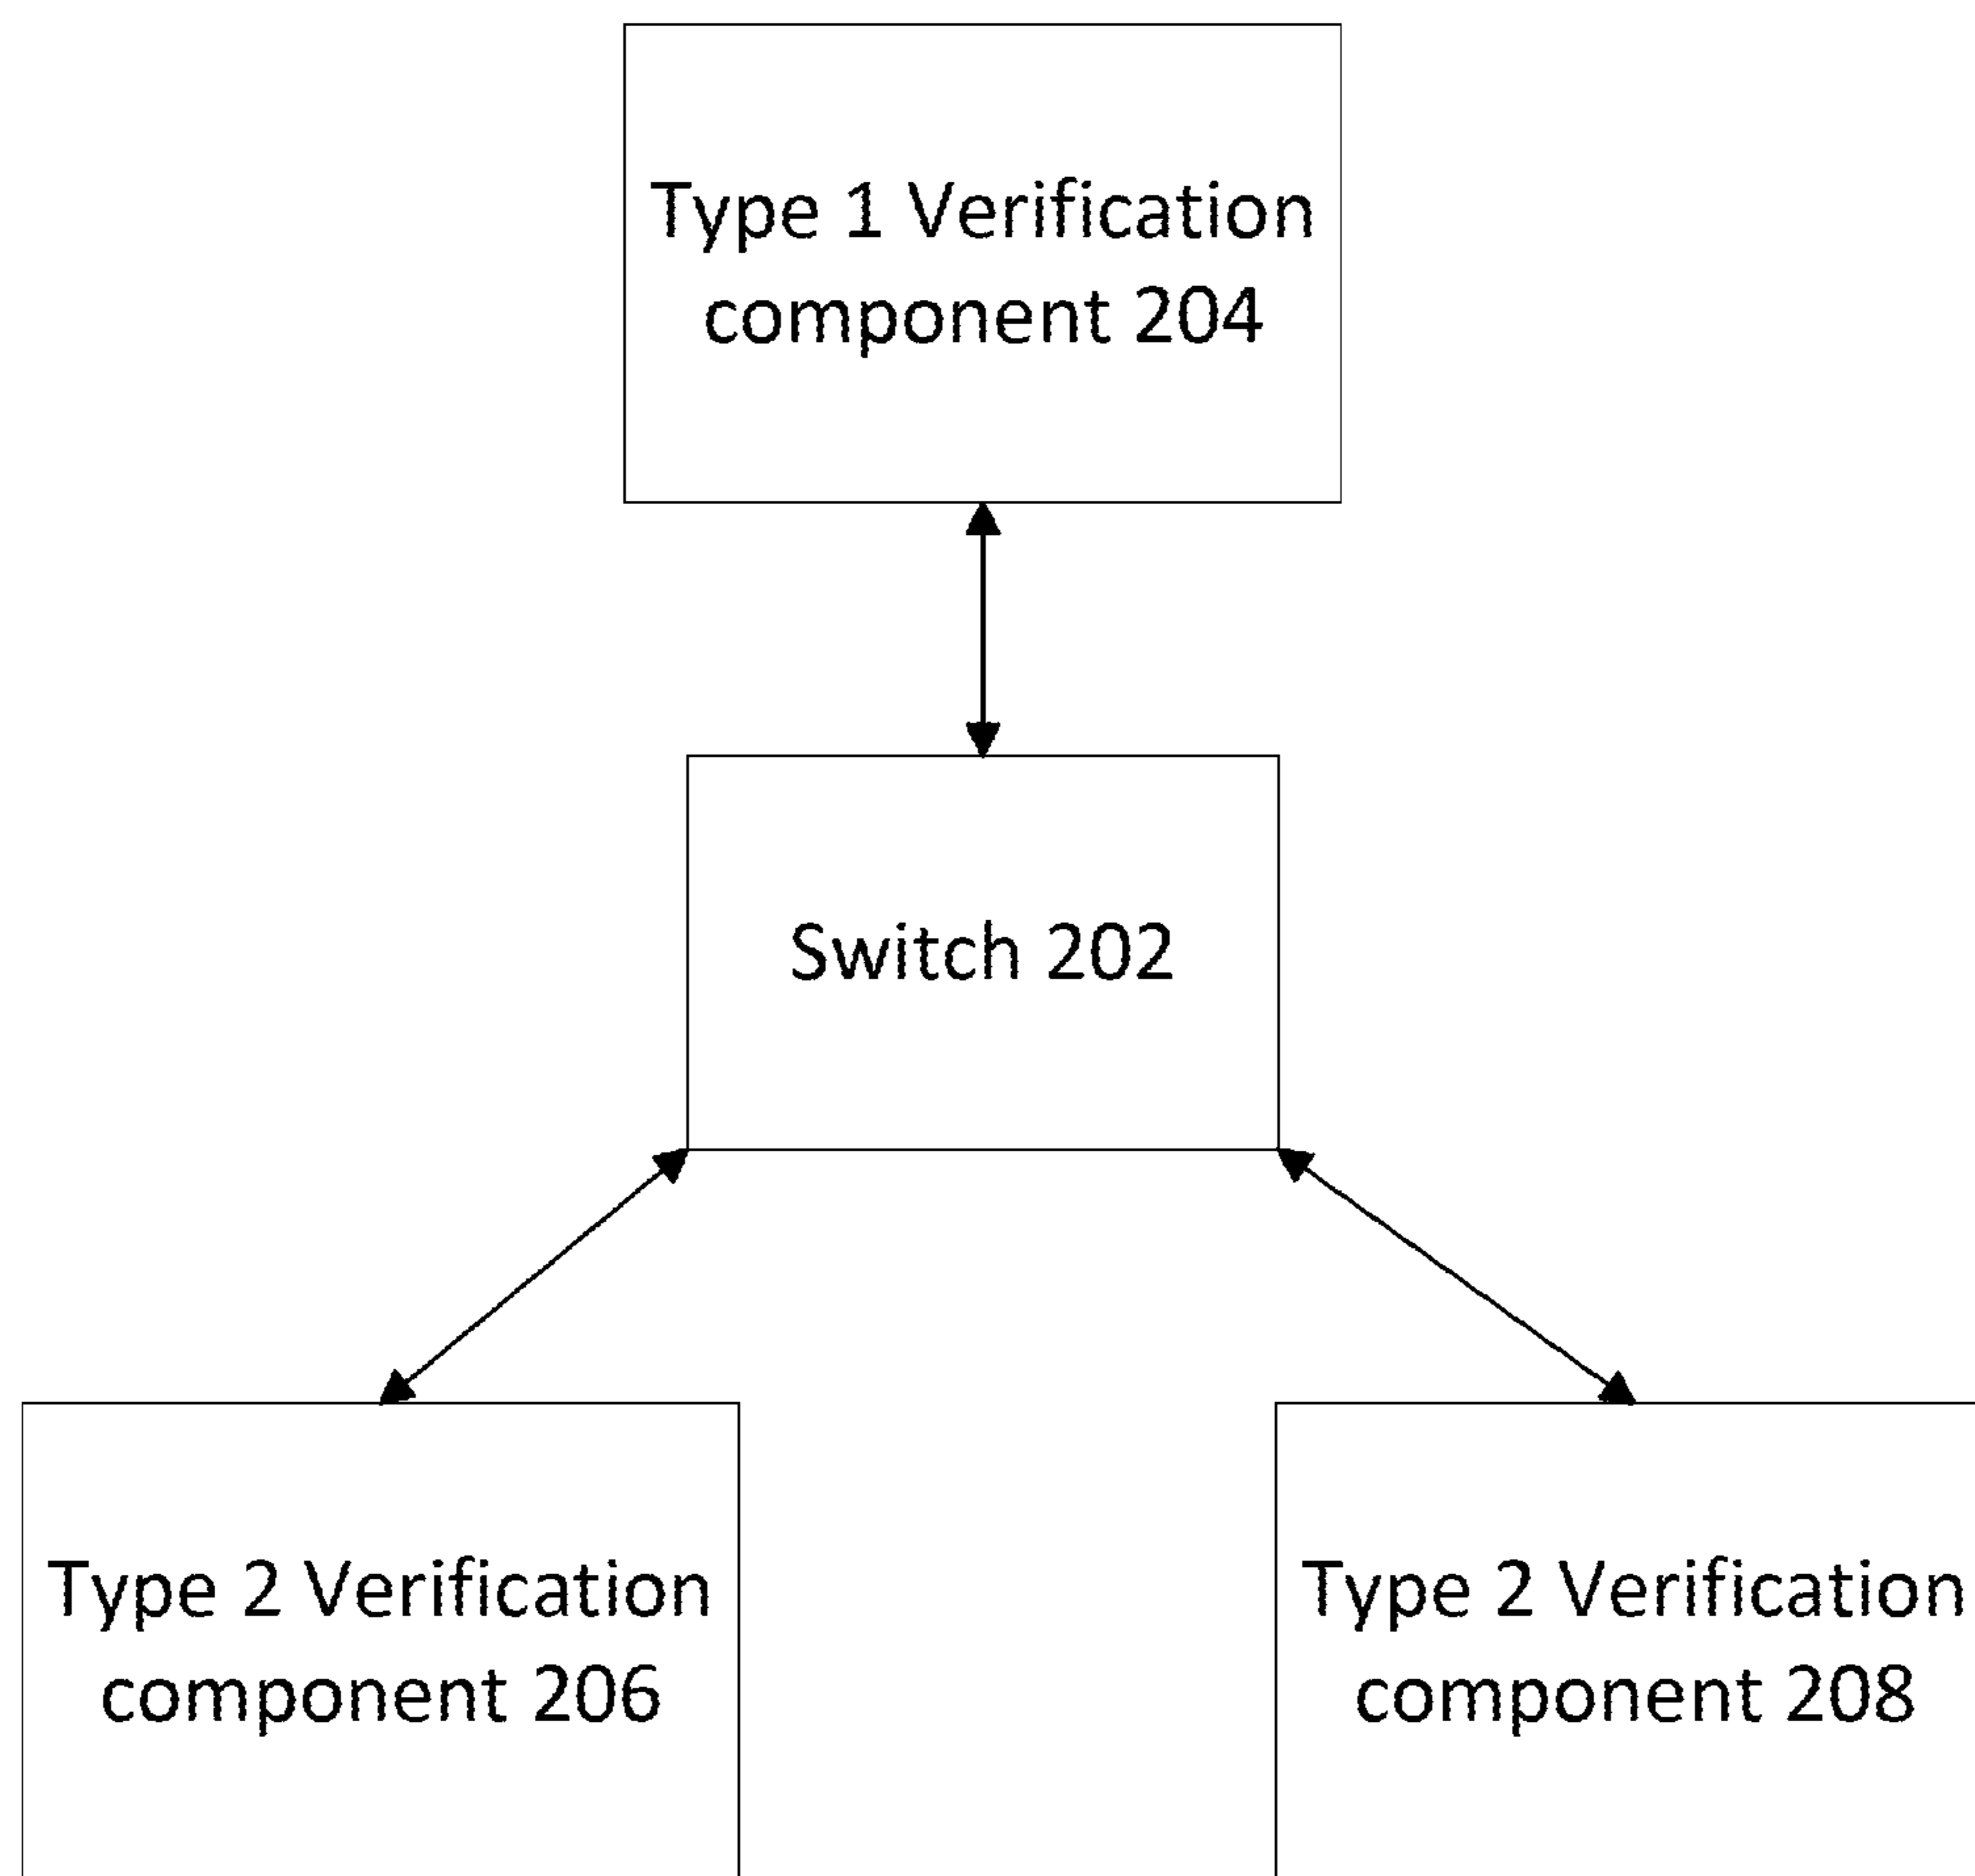 Type 1 Verification
component 204
Switch 202
Type 2 Verification
component 206
Type 2 Verification
component 208